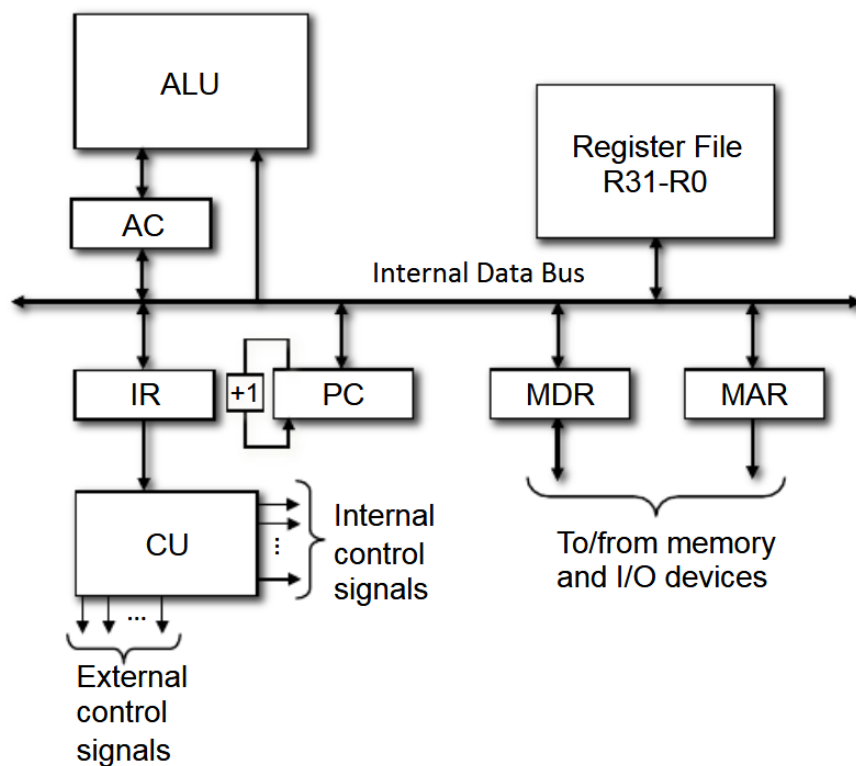 ALU
Register File
R31-R0
AC
Internal Data Bus
IR
+1
PC
MDR
MAR
CU
...
Internal
control
signals
To/from memory
and I/O devices
...
External
control
signals